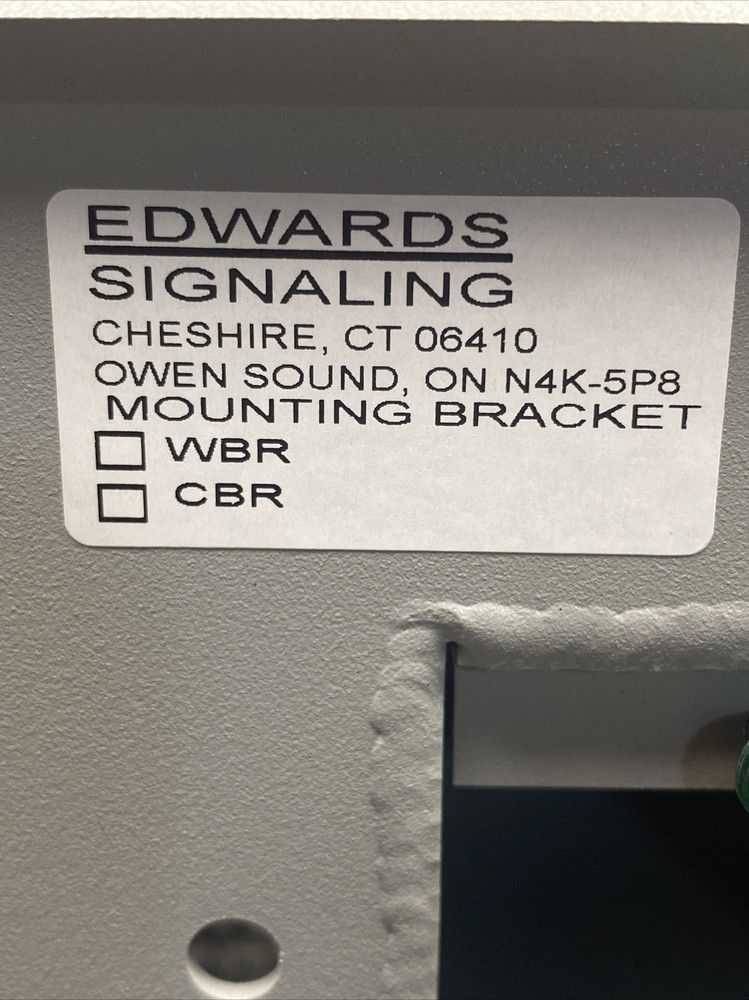 EDWARDS
SIGNALING
CHESHIRE, CT 06410
OWEN SOUND, ON N4K-5P8
MOUNTING BRACKET
WBR
CBR